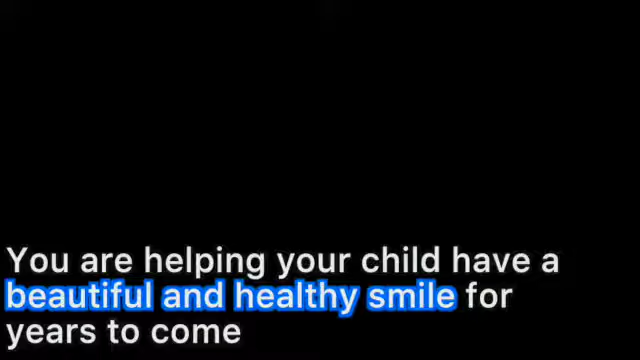 You are helping your child have a
beautiful and healthy smile for
years to come